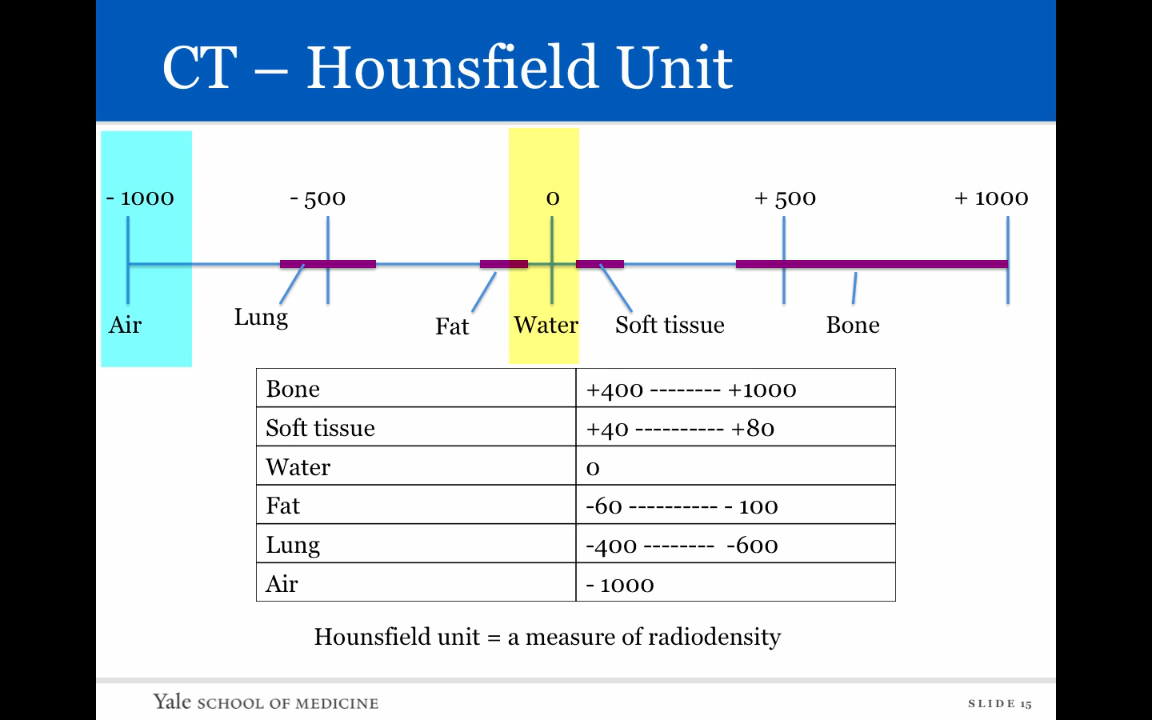 CT – Hounsfield Unit
- 1000 - 500 0 + 500 + 1000
Air Lung Fat Water Soft tissue Bone
Bone +400 -------- +1000
Soft tissue +40 ---------- +80
Water 0
Fat -60 ---------- - 100
Lung -400 -------- -600
Air - 1000
Hounsfield unit = a measure of radiodensity
Yale SCHOOL OF MEDICINE SLIDE 15